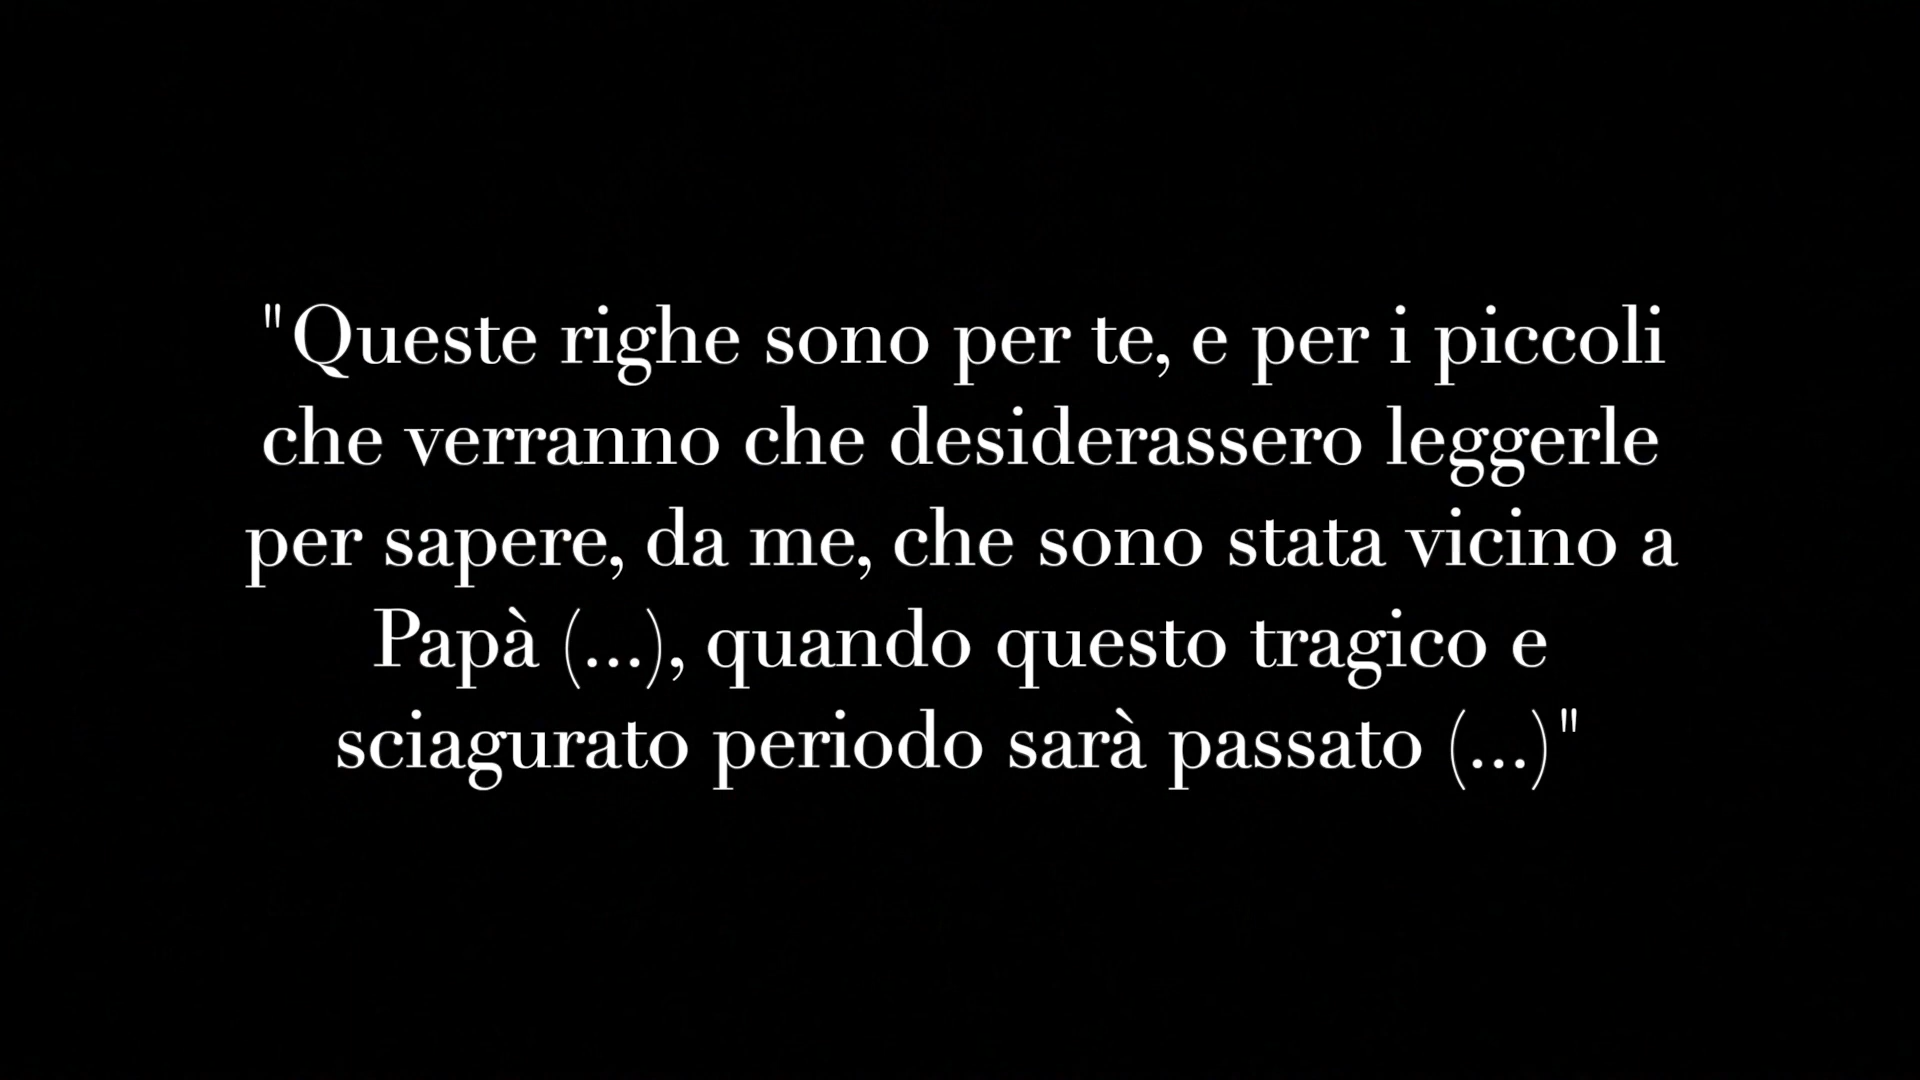 "Queste righe sono per te, e per i piccoli
che verranno che desiderassero leggerle
per sapere, da me, che sono stata vicino a
Papà (...), quando questo tragico e
sciagurato periodo sarà passato (...)"